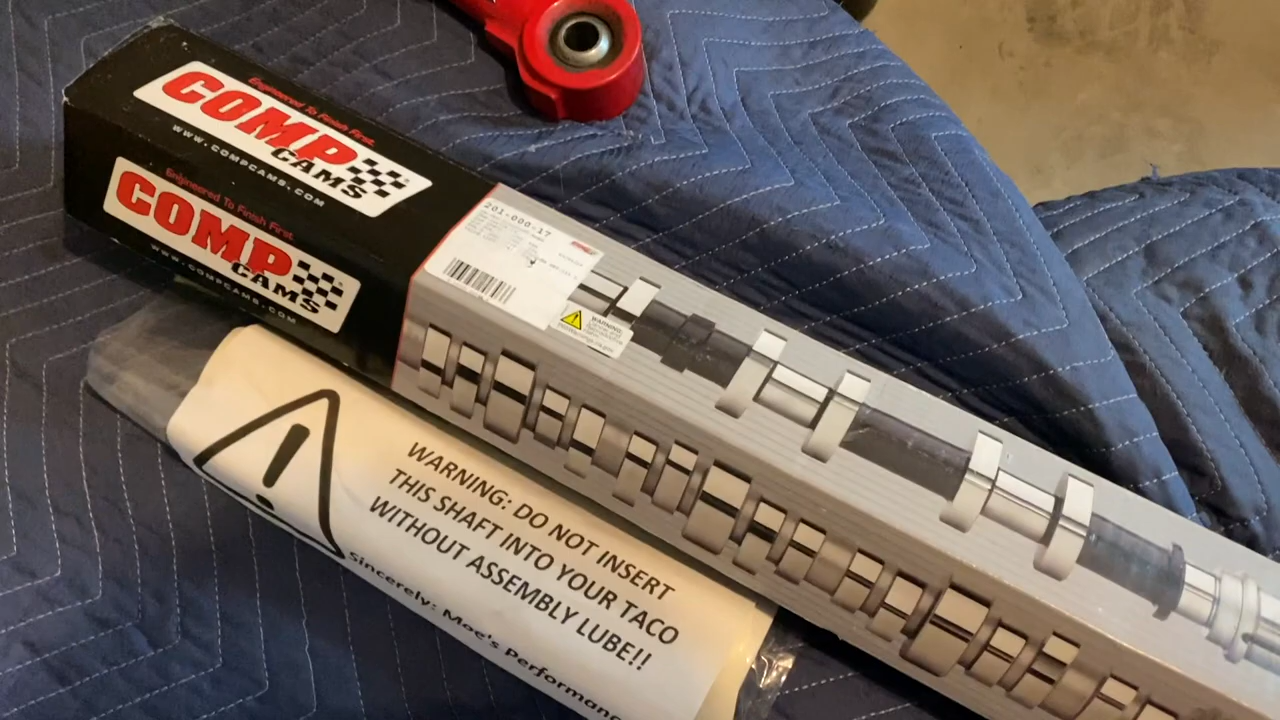 Engineered To Finish First.
COMP
CAMS
WWW.COMPCAMS.COM
Engineered To Finish First.
COMP
CAMS
WWW.COMPCAMS.COM
201-000-17
WARNING:
WARNING: DO NOT INSERT
THIS SHAFT INTO YOUR TACO
WITHOUT ASSEMBLY LUBE!!
Sincerely: Moe's Performance